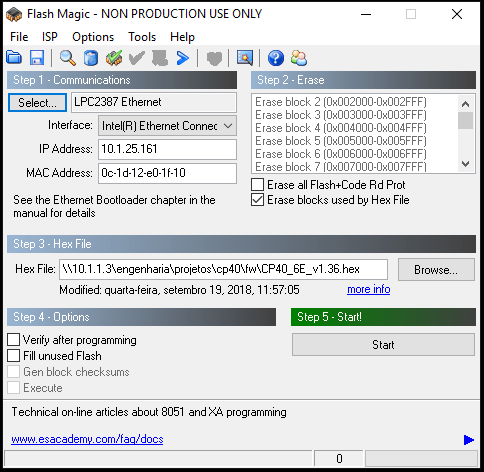 Flash Magic - NON PRODUCTION USE ONLY
File ISP Options Tools Help
Step 1 - Communications
Select... LPC2387 Ethernet
Interface: Intel(R) Ethernet Connec
IP Address: 10.1.25.161
MAC Address: 0c-1d-12-e0-1f-10
See the Ethernet Bootloader chapter in the
manual for details
Step 2 - Erase
Erase block 2 (0x002000-0x002FFF)
Erase block 3 (0x003000-0x003FFF)
Erase block 4 (0x004000-0x004FFF)
Erase block 5 (0x005000-0x005FFF)
Erase block 6 (0x006000-0x006FFF)
Erase block 7 (0x007000-0x007FFF)
Erase all Flash+Code Rd Prot
Erase blocks used by Hex File
Step 3 - Hex File
Hex File: \\10.1.1.3\engenharia\projetos\cp40\fw\CP40_6E_v1.36.hex Browse...
Modified: quarta-feira, setembro 19, 2018, 11:57:05 more info
Step 4 - Options
Verify after programming
Fill unused Flash
Gen block checksums
Execute
Step 5 - Start!
Start
Technical on-line articles about 8051 and XA programming
www.esacademy.com/faq/docs
0